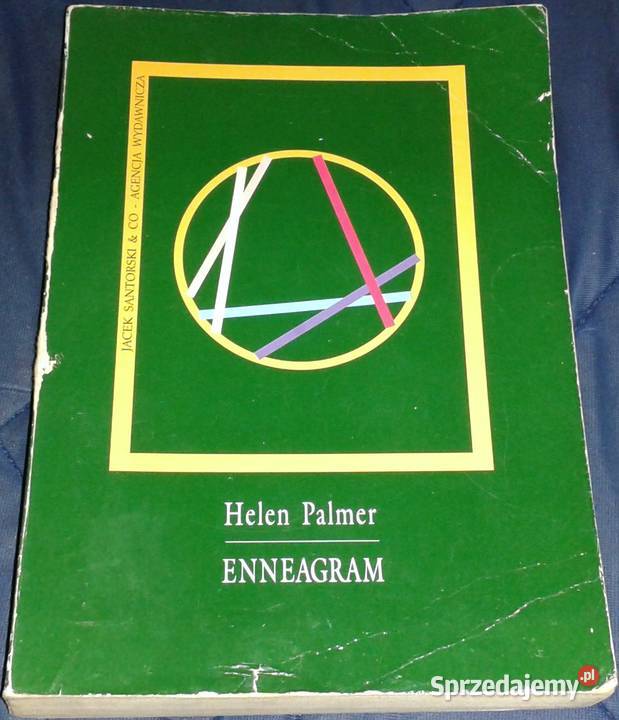 JACEK SANTORSKI & CO - AGENCJA WYDAWNICZA
Helen Palmer
ENNEAGRAM
Sprzedajemy.pl